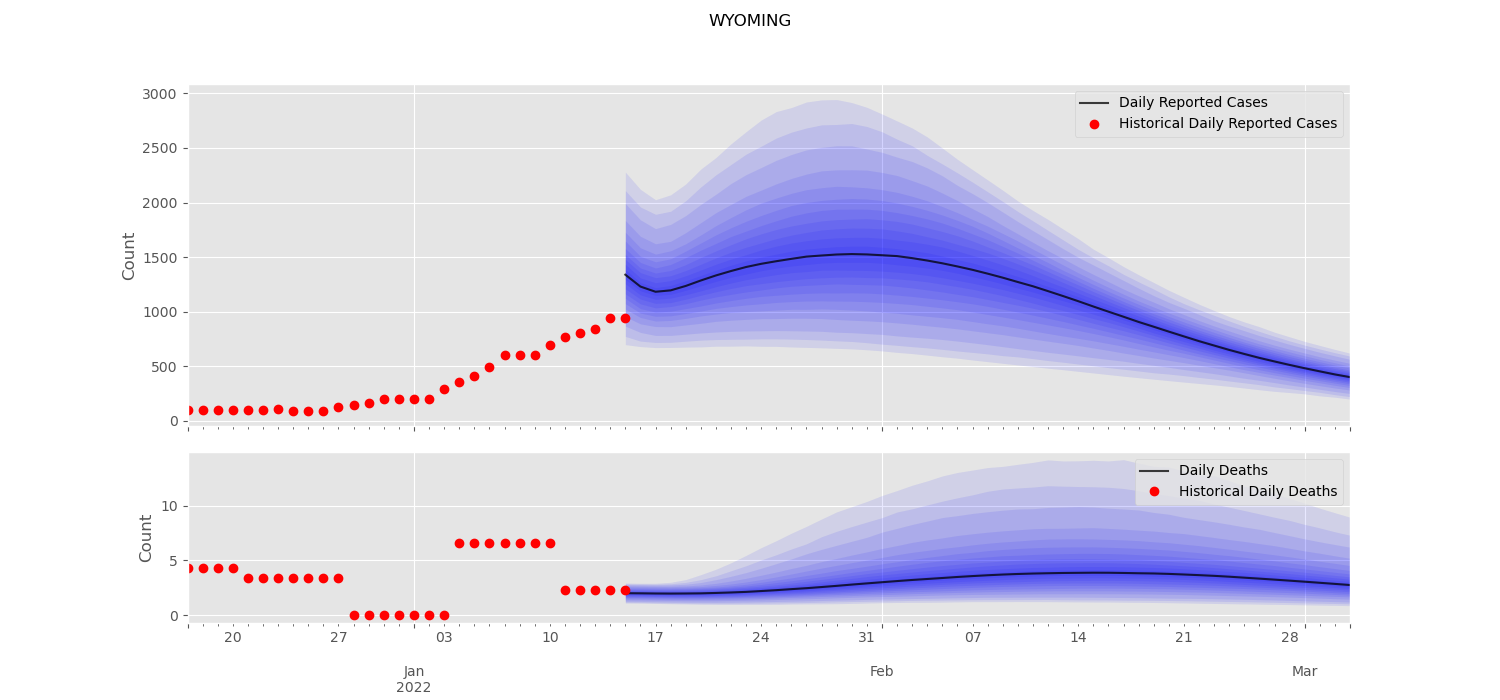 WYOMING
3000
2500
2000
1500
1000
500
0
Count
Daily Reported Cases
Historical Daily Reported Cases
10
5
0
Count
Daily Deaths
Historical Daily Deaths
20 27 03 10 17 24 31 07 14 21 28
Jan Feb Mar
2022